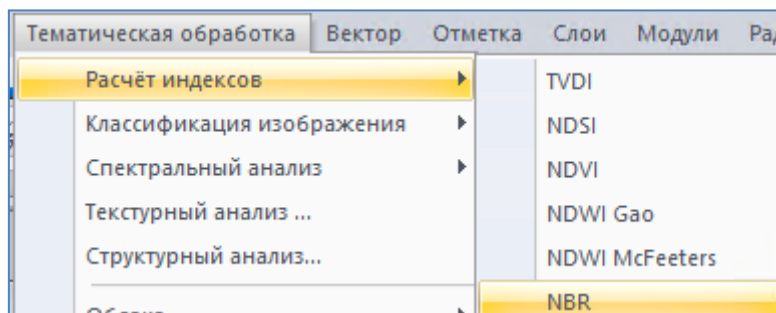 Тематическая обработка Вектор Отметка Слои Модули
Расчёт индексов
Классификация изображения
Спектральный анализ
Текстурный анализ ...
Структурный анализ...
TVDI
NDSI
NDVI
NDWI Gao
NDWI McFeeters
NBR